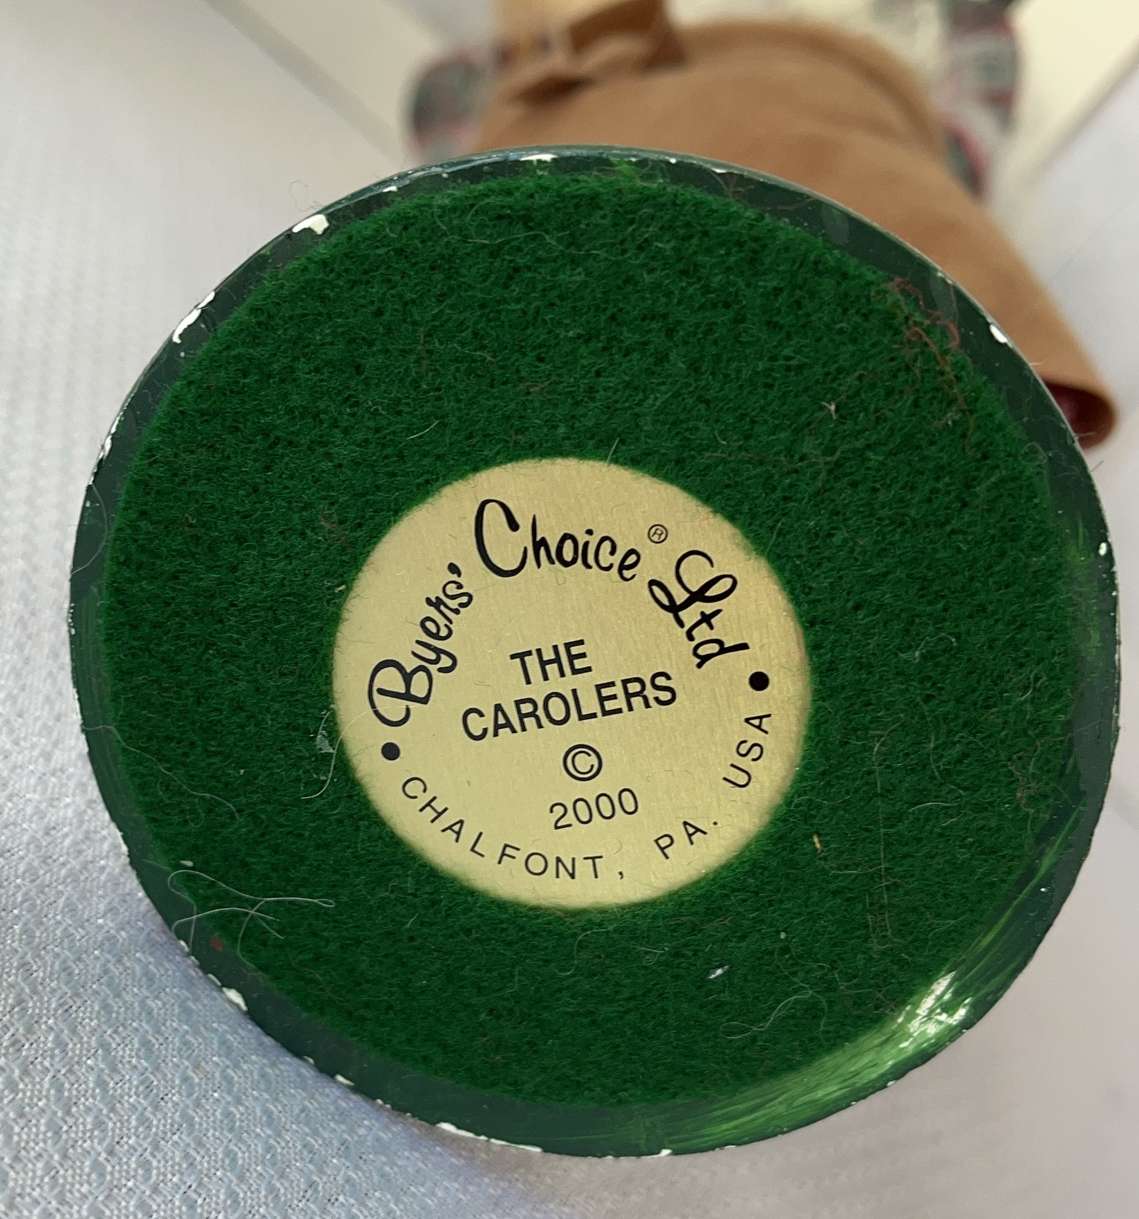 Byers' Choice® Ltd
THE
CAROLERS
©
2000
CHALFONT, PA. USA